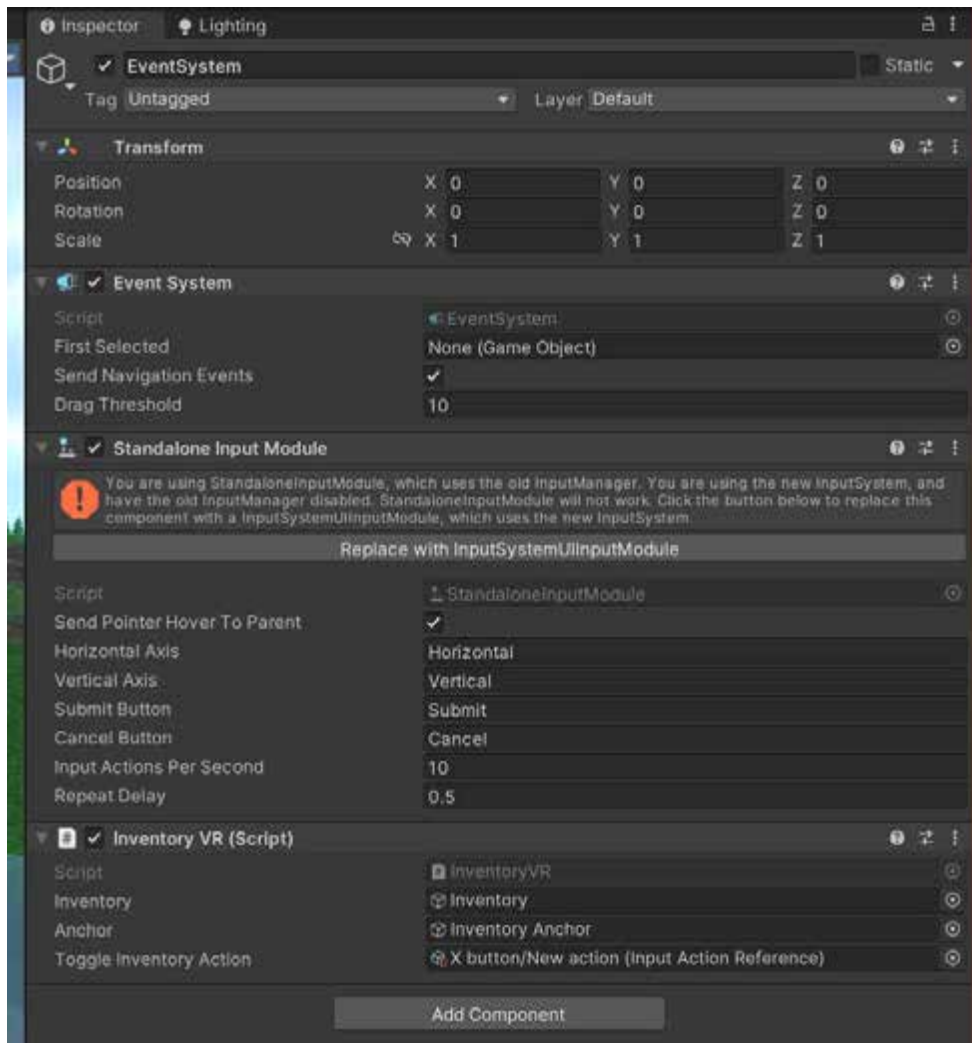 Inspector Lighting
EventSystem Static
Tag Untagged Layer Default
Transform
Position X 0 Y 0 Z 0
Rotation X 0 Y 0 Z 0
Scale X 1 Y 1 Z 1
Event System
Script EventSystem
First Selected None (Game Object)
Send Navigation Events
Drag Threshold 10
Standalone Input Module
You are using StandaloneInputModule, which uses the old InputManager. You are using the new InputSystem, and
have the old InputManager disabled. StandaloneInputModule will not work. Click the button below to replace this
component with a InputSystemUIInputModule, which uses the new InputSystem
Replace with InputSystemUIInputModule
Script StandaloneInputModule
Send Pointer Hover To Parent
Horizontal Axis Horizontal
Vertical Axis Vertical
Submit Button Submit
Cancel Button Cancel
Input Actions Per Second 10
Repeat Delay 0.5
# Inventory VR (Script)
Script InventoryVR
Inventory Inventory
Anchor Inventory Anchor
Toggle Inventory Action X button/New action (Input Action Reference)
Add Component